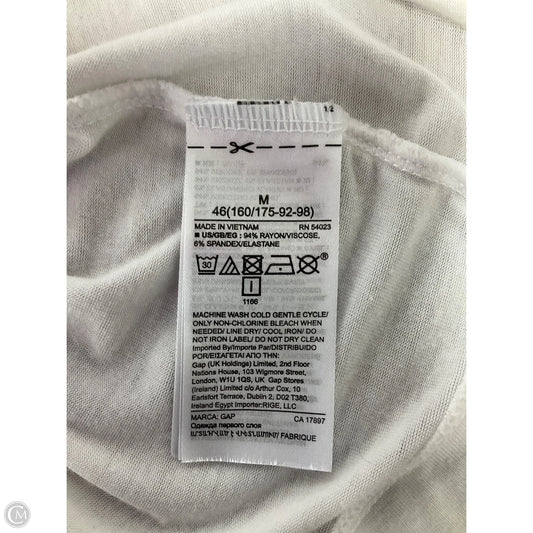 12
M
46(160/175-92-98)
MADE IN VIETNAM RN 54023
■ US/GB/EG : 94% RAYON/VISCOSE,
6% SPANDEX/ELASTANE
30
®
I
1166
MACHINE WASH COLD GENTLE CYCLE/
ONLY NON-CHLORINE BLEACH WHEN
NEEDED/ LINE DRY/ COOL IRON/ DO
NOT IRON LABEL/ DO NOT DRY CLEAN
Imported By/Importe Par/DISTRIBUIDO
POR/ΕΙΣΑΓΕΤΑΙ ΑΠΟ ΤΗΝ:
Gap (UK Holdings) Limited, 2nd Floor
Nations House, 103 Wigmore Street,
London, W1U 1QS, UK Gap Stores
(Ireland) Limited c/o Arthur Cox, 10
Earlsfort Terrace, Dublin 2, D02 T380,
Ireland Egypt Importer:RIGE, LLC
MARCA: GAP CA 17897
Одежда первого слоя
FABRIQUE
CM